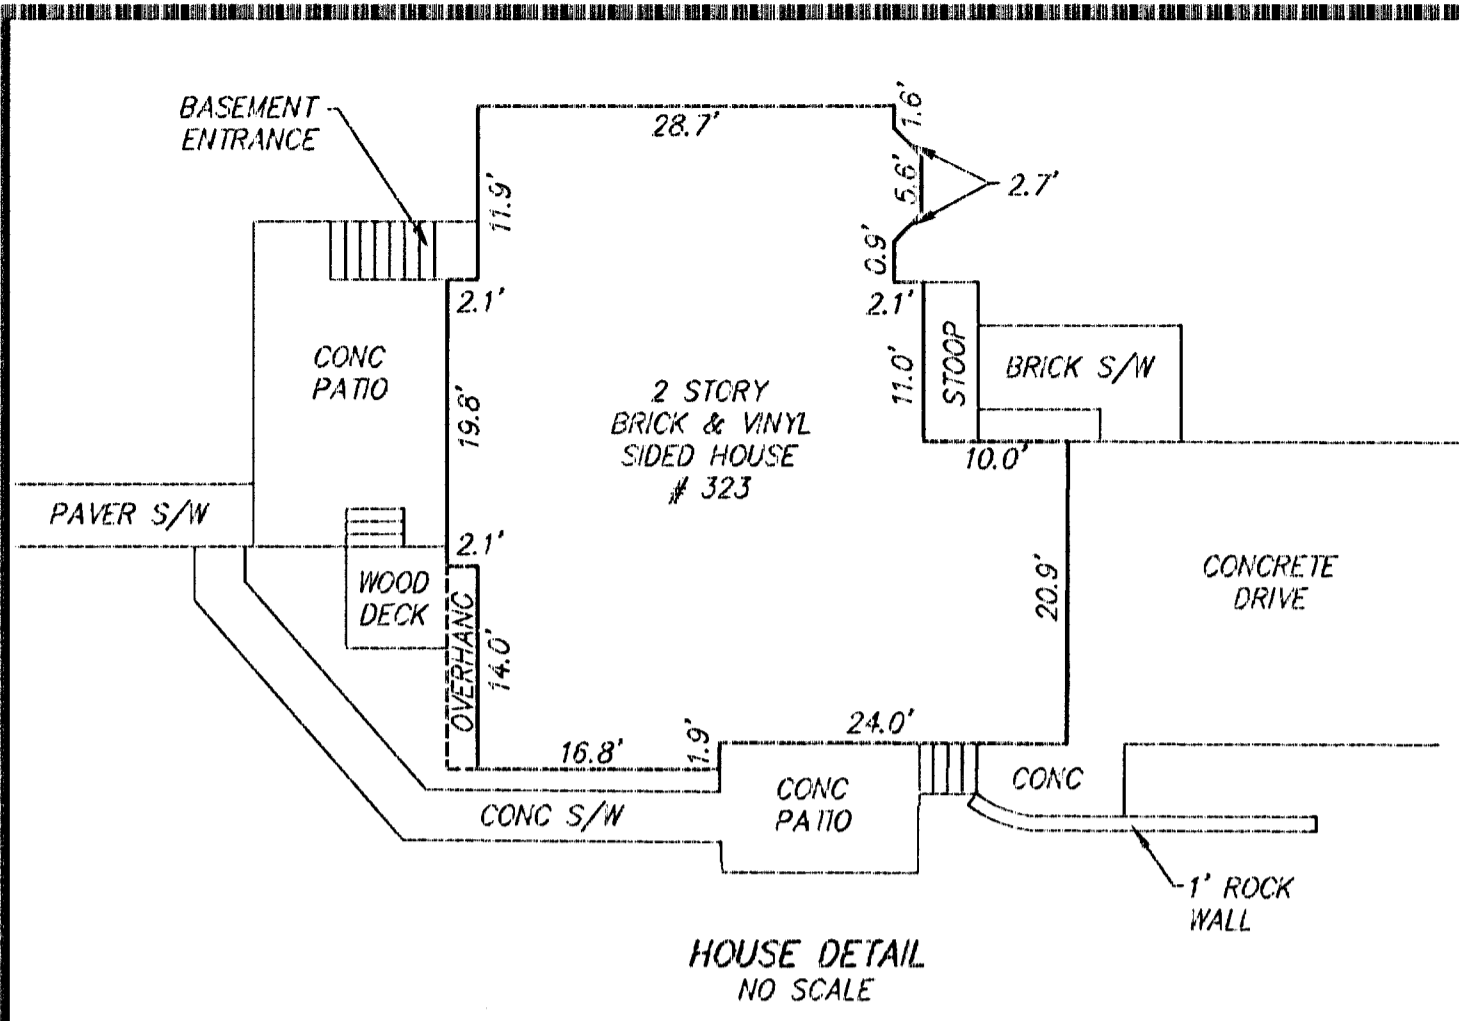 BASEMENT
ENTRANCE
28.7'
1.6'
5.6'
2.7'
11.9'
0.9'
2.1'
2.1'
CONC
PATIO
19.8'
2 STORY
BRICK & VINYL
SIDED HOUSE
# 323
11.0'
STOOP
BRICK S/W
10.0'
PAVER S/W
2.1'
WOOD
DECK
OVERHANG
14.0'
20.9'
CONCRETE
DRIVE
16.8'
1.9'
24.0'
CONC S/W
CONC
PATIO
CONC
1' ROCK
WALL
HOUSE DETAIL
NO SCALE